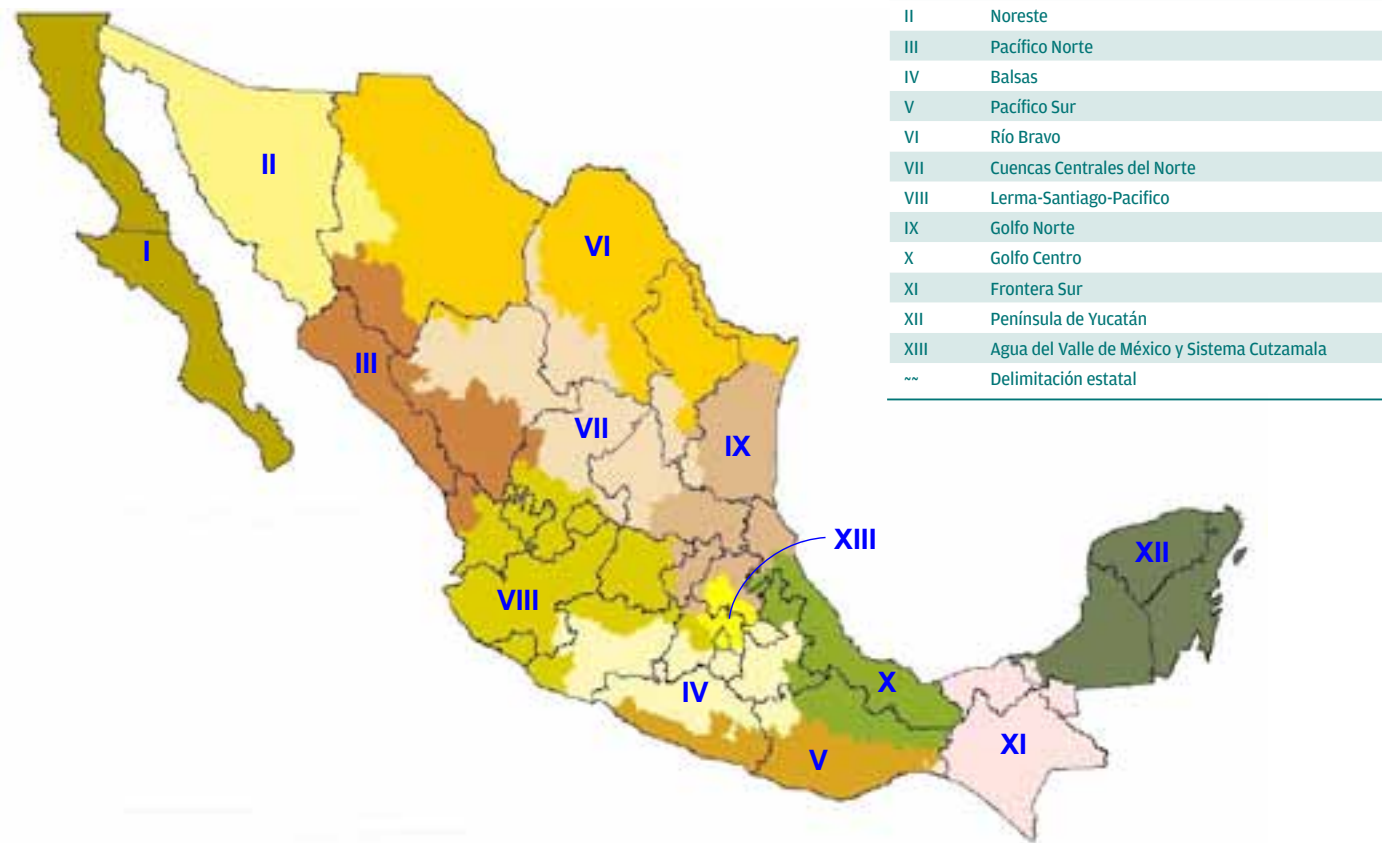 II Noreste
III Pacífico Norte
IV Balsas
V Pacífico Sur
VI Río Bravo
VII Cuencas Centrales del Norte
VIII Lerma-Santiago-Pacifico
IX Golfo Norte
X Golfo Centro
XI Frontera Sur
XII Península de Yucatán
XIII Agua del Valle de México y Sistema Cutzamala
~~ Delimitación estatal
II
I
VI
III
VII
IX
XIII
XII
VIII
IV
X
XI
V